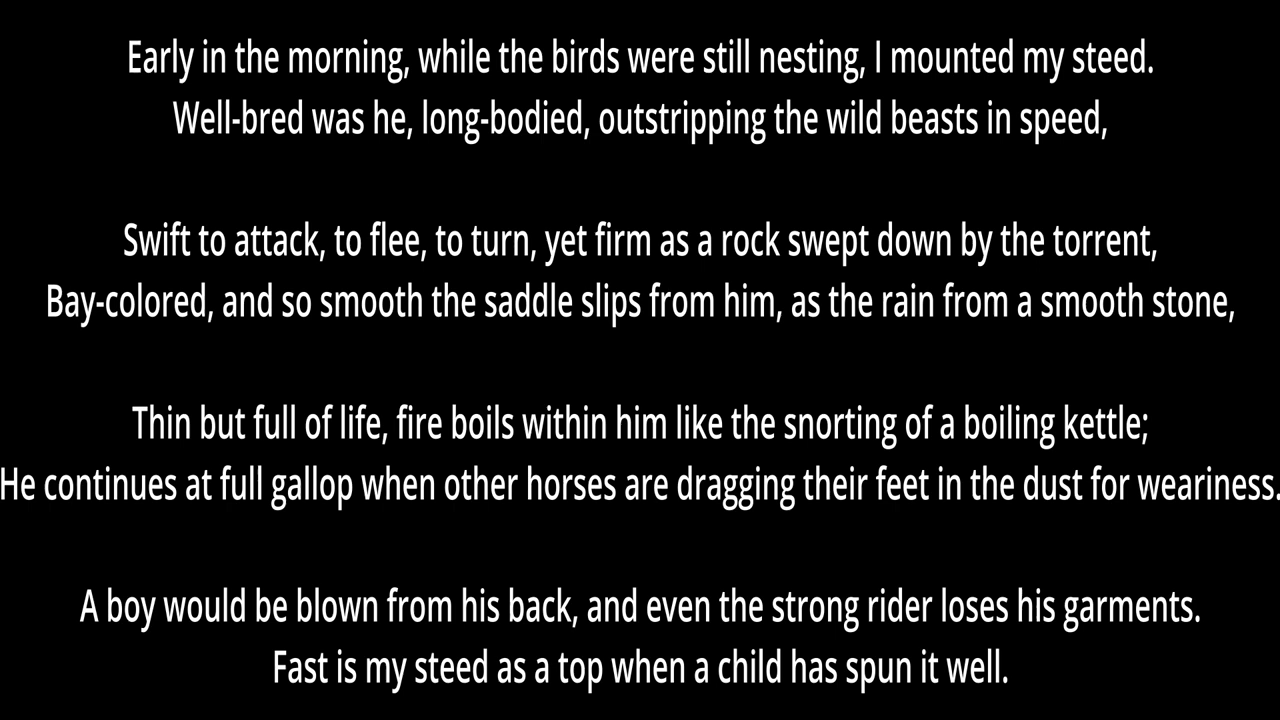 Early in the morning, while the birds were still nesting, I mounted my steed.
Well-bred was he, long-bodied, outstripping the wild beasts in speed,
Swift to attack, to flee, to turn, yet firm as a rock swept down by the torrent,
Bay-colored, and so smooth the saddle slips from him, as the rain from a smooth stone,
Thin but full of life, fire boils within him like the snorting of a boiling kettle;
He continues at full gallop when other horses are dragging their feet in the dust for weariness.
A boy would be blown from his back, and even the strong rider loses his garments.
Fast is my steed as a top when a child has spun it well.